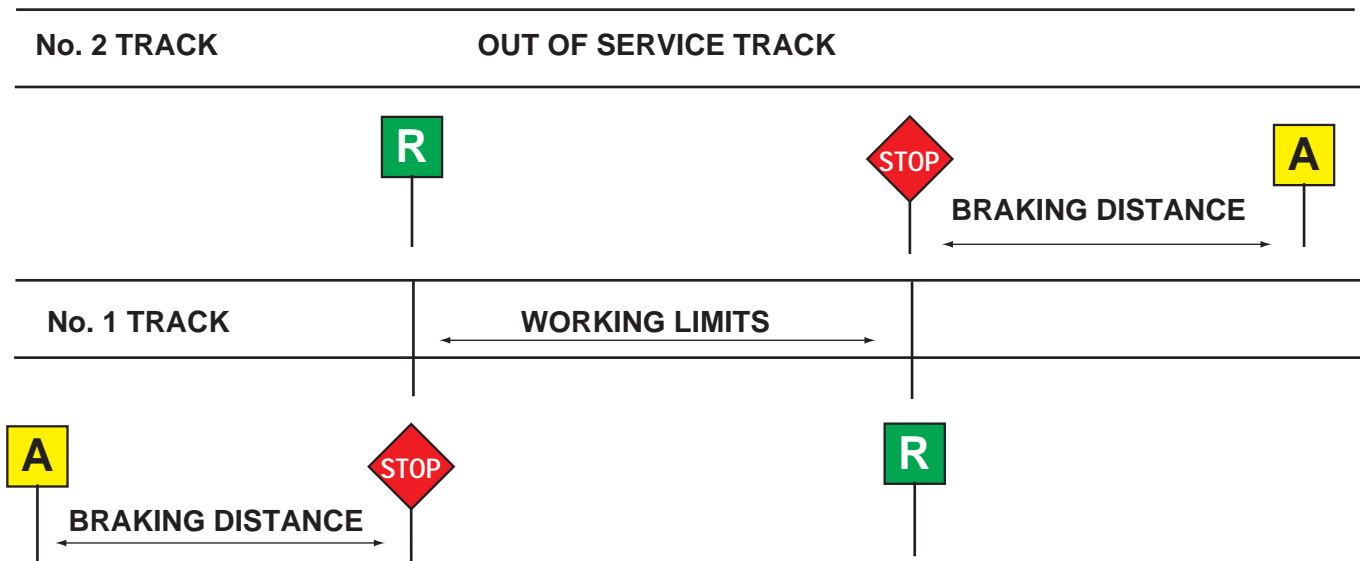 No. 2 TRACK OUT OF SERVICE TRACK
R STOP A
BRAKING DISTANCE
No. 1 TRACK WORKING LIMITS
A STOP R
BRAKING DISTANCE